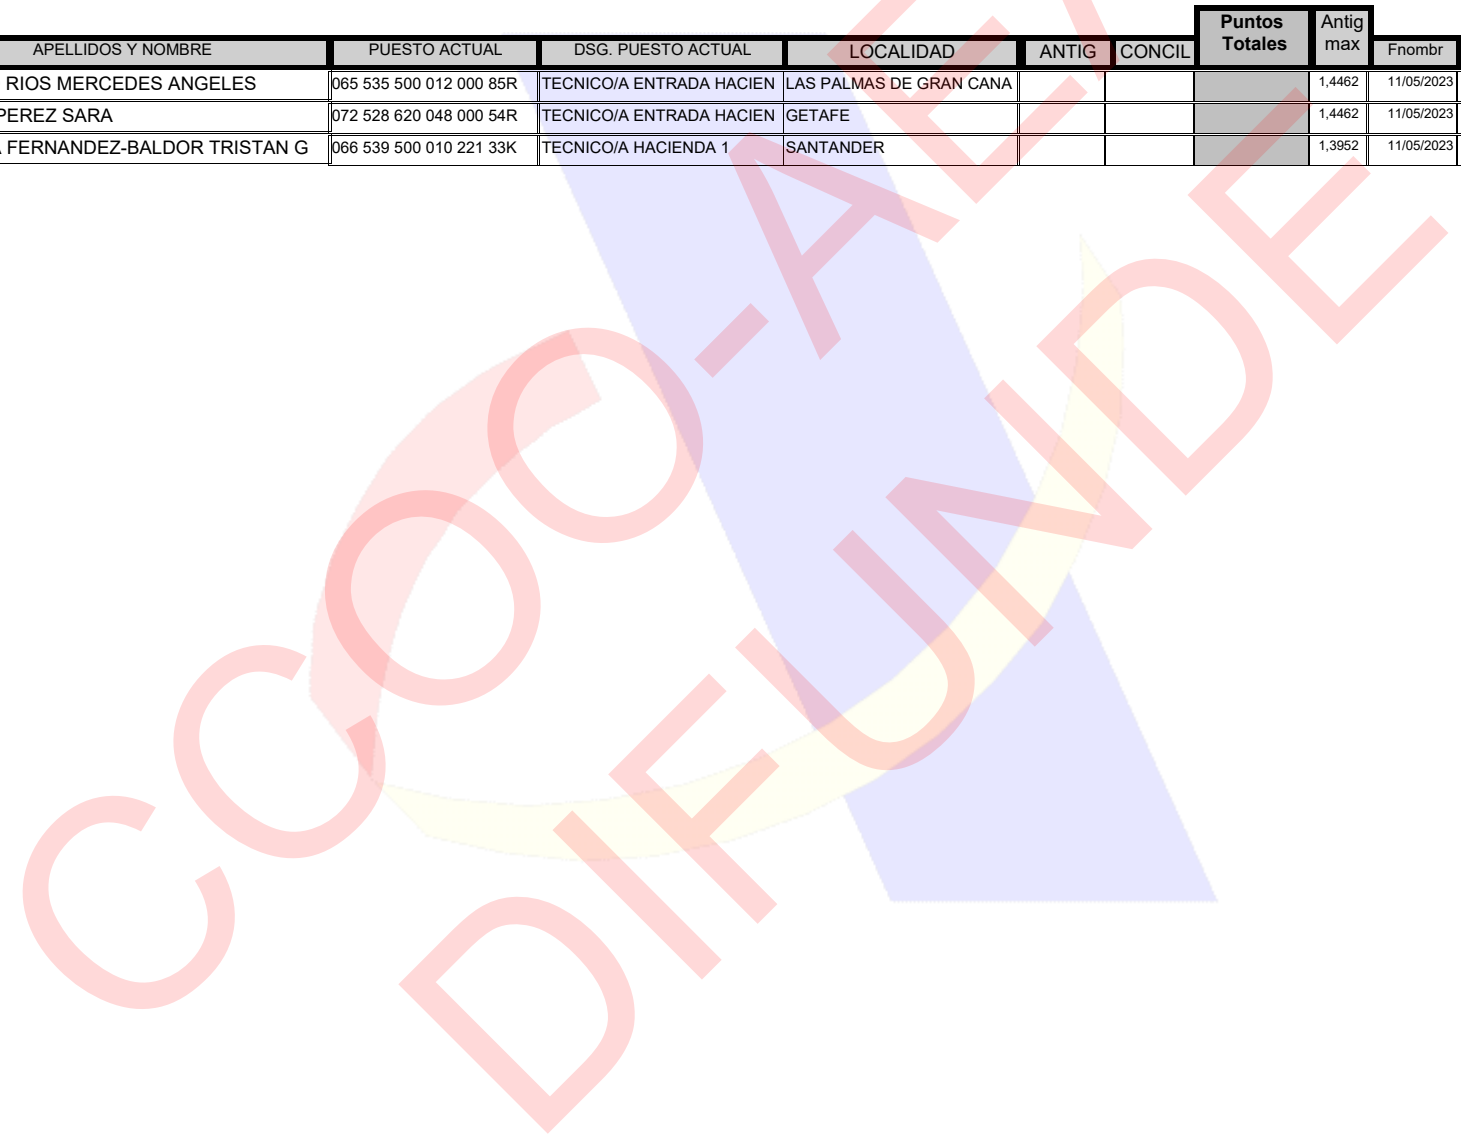 Puntos Totales Antig max
APELLIDOS Y NOMBRE PUESTO ACTUAL DSG. PUESTO ACTUAL LOCALIDAD ANTIG CONCIL Fnombr
RIOS MERCEDES ANGELES 065 535 500 012 000 85R TECNICO/A ENTRADA HACIEN LAS PALMAS DE GRAN CANA 1,4462 11/05/2023
PEREZ SARA 072 528 620 048 000 54R TECNICO/A ENTRADA HACIEN GETAFE 1,4462 11/05/2023
FERNANDEZ-BALDOR TRISTAN G 066 539 500 010 221 33K TECNICO/A HACIENDA 1 SANTANDER 1,3952 11/05/2023
CCOO-AE
DIFUNDE